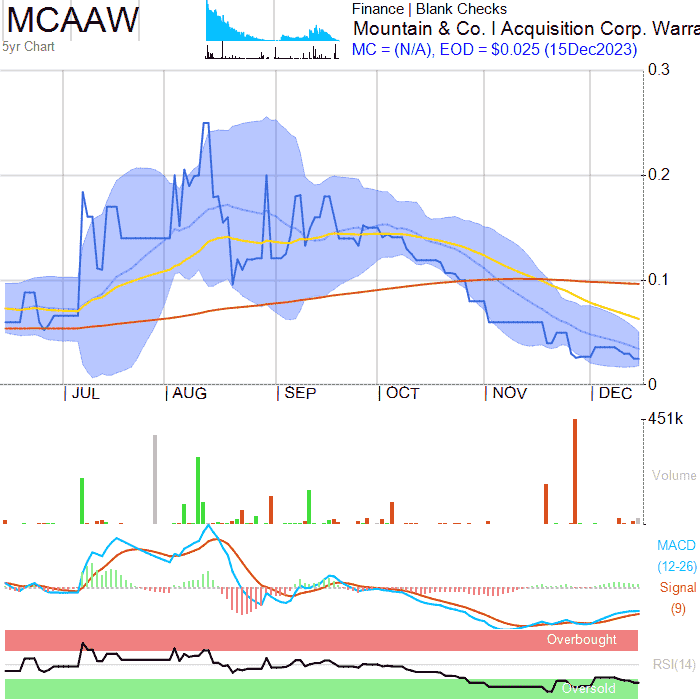 MCAAW
5yr Chart
Finance | Blank Checks
Mountain & Co. I Acquisition Corp. Warra
MC = (N/A), EOD = $0.025 (15Dec2023)
0.3
0.2
0.1
0
JUL AUG SEP OCT NOV DEC
451k
Volume
MACD
(12-26)
Signal
(9)
Overbought
RSI(14)
Oversold